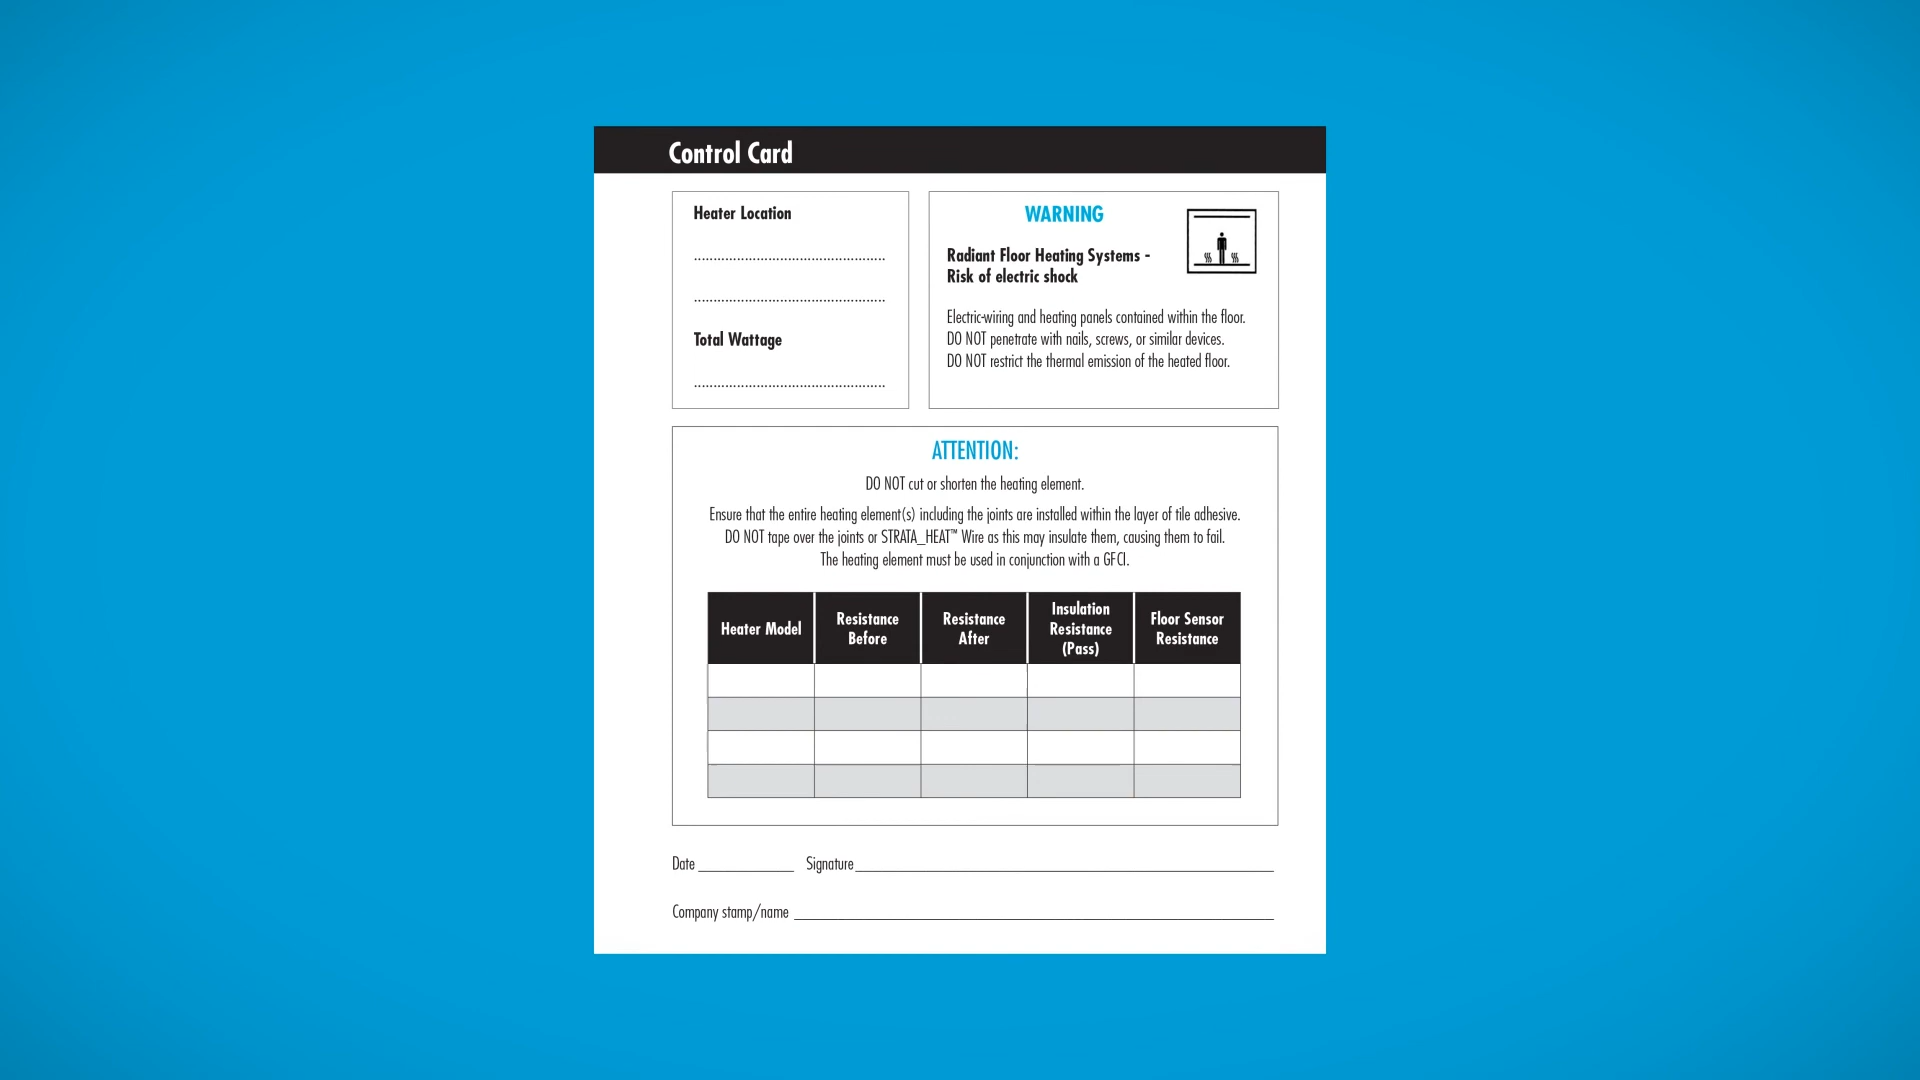 Control Card
Heater Location
Total Wattage
WARNING
Radiant Floor Heating Systems -
Risk of electric shock
Electric-wiring and heating panels contained within the floor.
DO NOT penetrate with nails, screws, or similar devices.
DO NOT restrict the thermal emission of the heated floor.
ATTENTION:
DO NOT cut or shorten the heating element.
Ensure that the entire heating element(s) including the joints are installed within the layer of tile adhesive.
DO NOT tape over the joints or STRATA_HEAT™ Wire as this may insulate them, causing them to fail.
The heating element must be used in conjunction with a GFCI.
Heater Model
Resistance
Before
Resistance
After
Insulation
Resistance
(Pass)
Floor Sensor
Resistance
Date
Signature
Company stamp/name